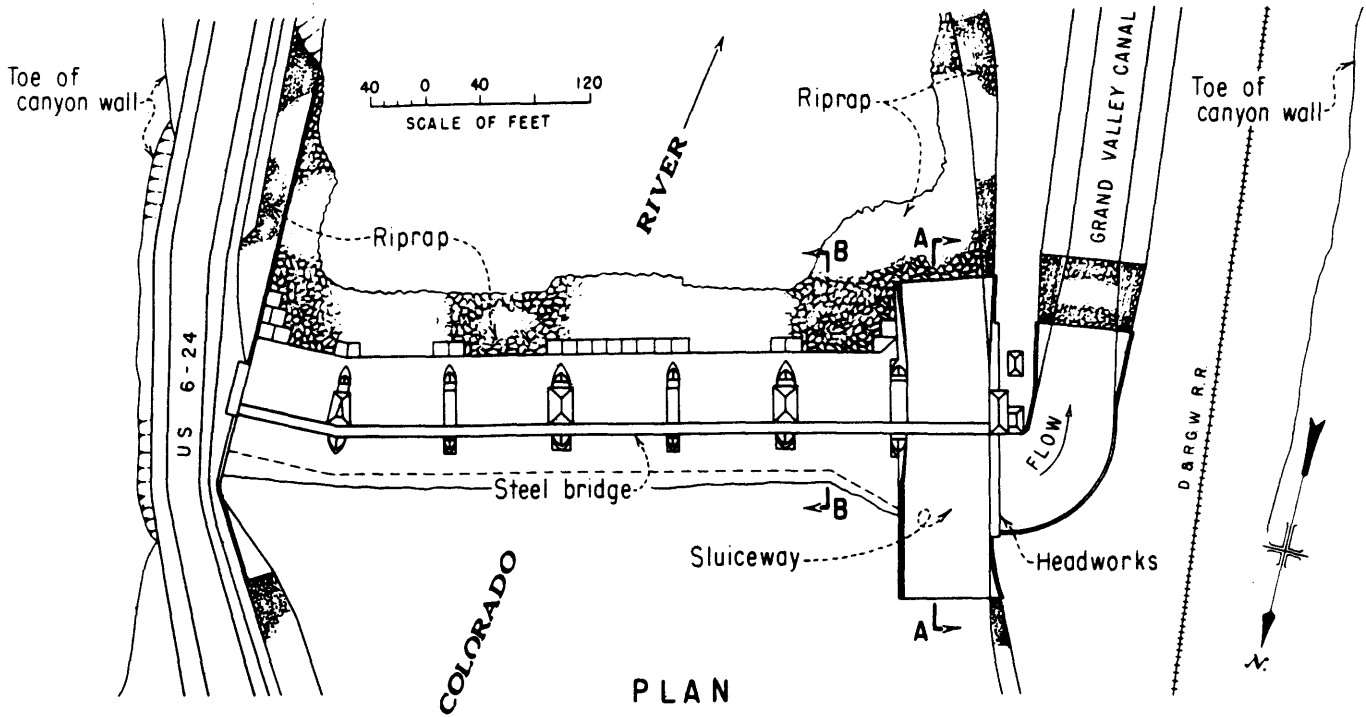 Toe of
canyon wall
40 0 40 120
SCALE OF FEET
RIVER
Riprap
GRAND VALLEY CANAL
Toe of
canyon wall
Riprap
B
A
US 6-24
FLOW
D & RGW R.R.
Steel bridge
B
Sluiceway
Headworks
COLORADO
A
N.
PLAN